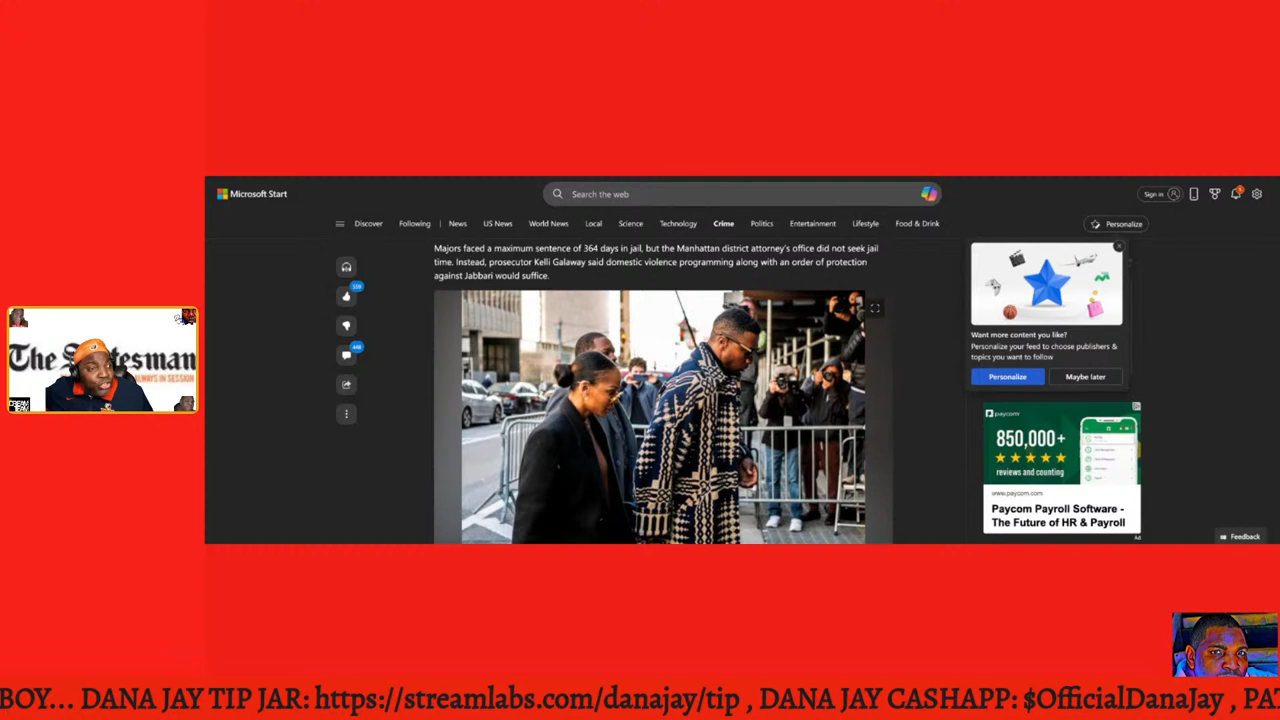 Microsoft Start
Search the web
Sign in
Discover
Following
News
US News
World News
Local
Science
Technology
Crime
Politics
Entertainment
Lifestyle
Food & Drink
Personalize
Majors faced a maximum sentence of 364 days in jail, but the Manhattan district attorney's office did not seek jail
time. Instead, prosecutor Kelli Galaway said domestic violence programming along with an order of protection
against Jabbari would suffice.
Want more content you like?
Personalize your feed to choose publishers &
topics you want to follow
Personalize
Maybe later
paycom
850,000+
reviews and counting
www.paycom.com
Paycom Payroll Software -
The Future of HR & Payroll
Ad
Feedback
ALWAYS IN SESSION
BOY... DANA JAY TIP JAR: https://streamlabs.com/danajay/tip , DANA JAY CASHAPP: $OfficialDanaJay , PA